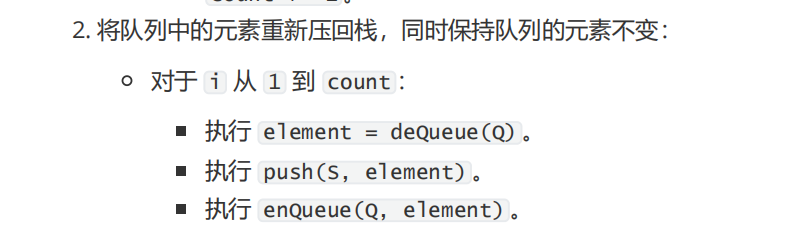 2. 将队列中的元素重新压回栈，同时保持队列的元素不变：
对于 i 从 1 到 count：
执行 element = deQueue(Q)。
执行 push(S, element)。
执行 enQueue(Q, element)。